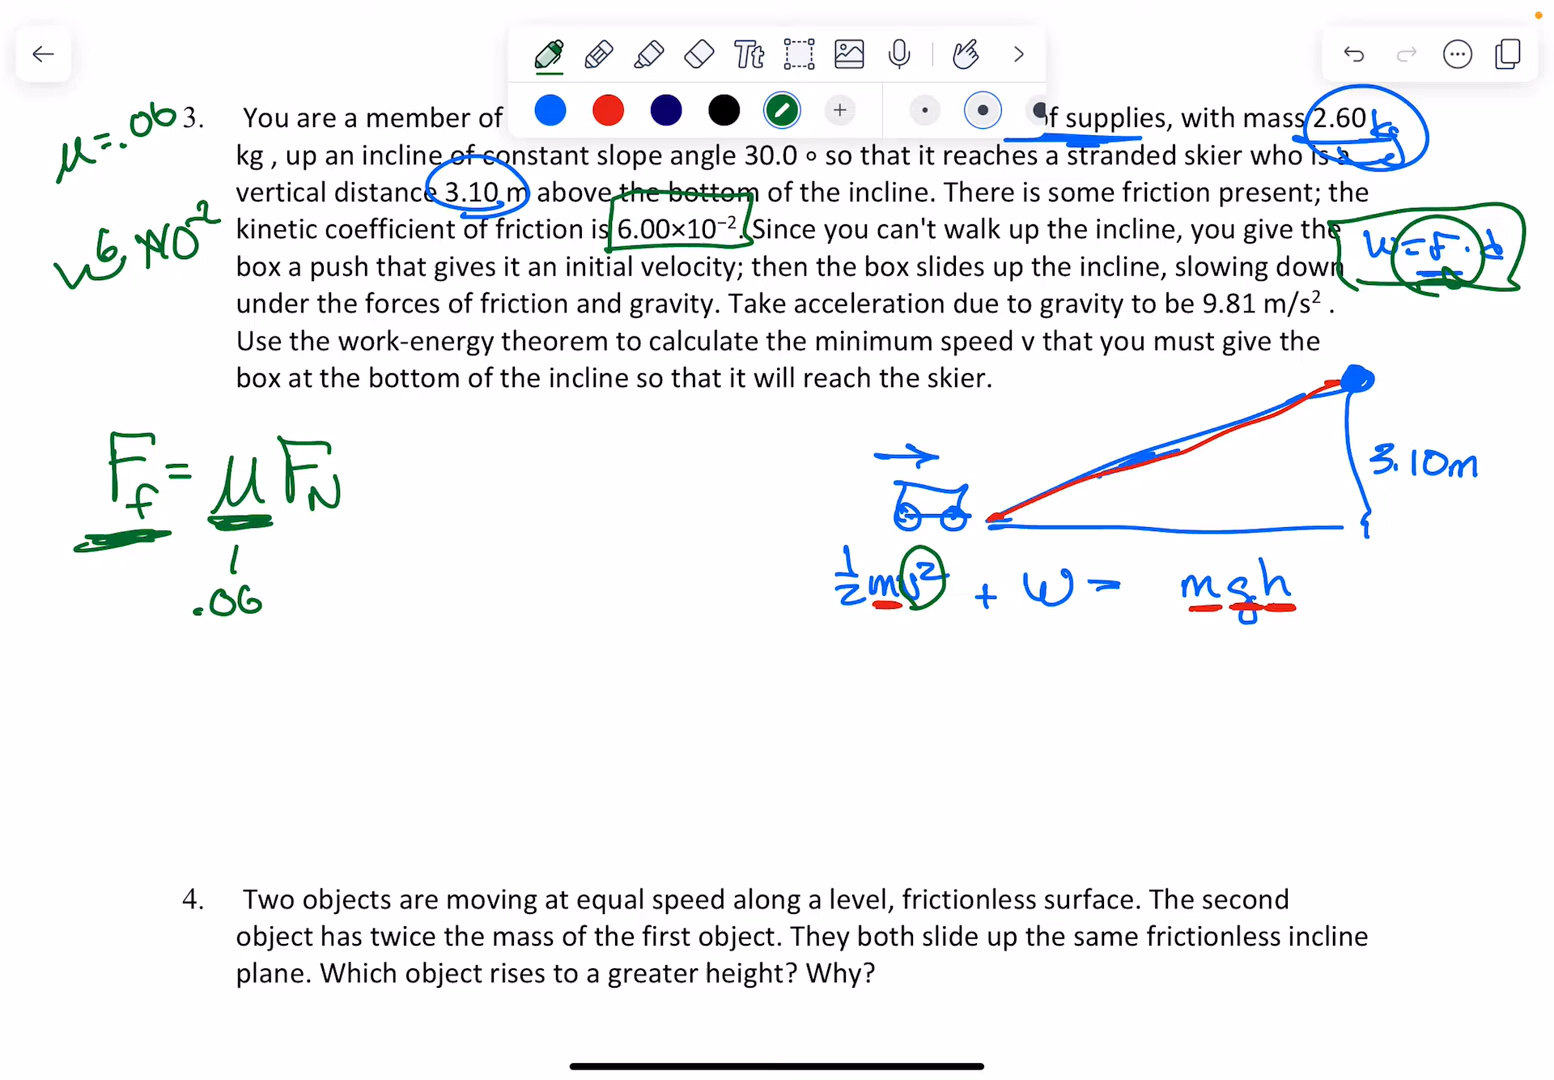 Tt
μ=.06
6x10⁻²
3. You are a member of f supplies, with mass 2.60 kg
kg , up an incline of constant slope angle 30.0 ∘ so that it reaches a stranded skier who is a
vertical distance 3.10 m above the bottom of the incline. There is some friction present; the
kinetic coefficient of friction is 6.00×10⁻². Since you can't walk up the incline, you give the
W=F·d
box a push that gives it an initial velocity; then the box slides up the incline, slowing down
under the forces of friction and gravity. Take acceleration due to gravity to be 9.81 m/s² .
Use the work-energy theorem to calculate the minimum speed v that you must give the
box at the bottom of the incline so that it will reach the skier.
F_f = μ F_N
.06
3.10m
½mv² + W = mgh
4. Two objects are moving at equal speed along a level, frictionless surface. The second
object has twice the mass of the first object. They both slide up the same frictionless incline
plane. Which object rises to a greater height? Why?